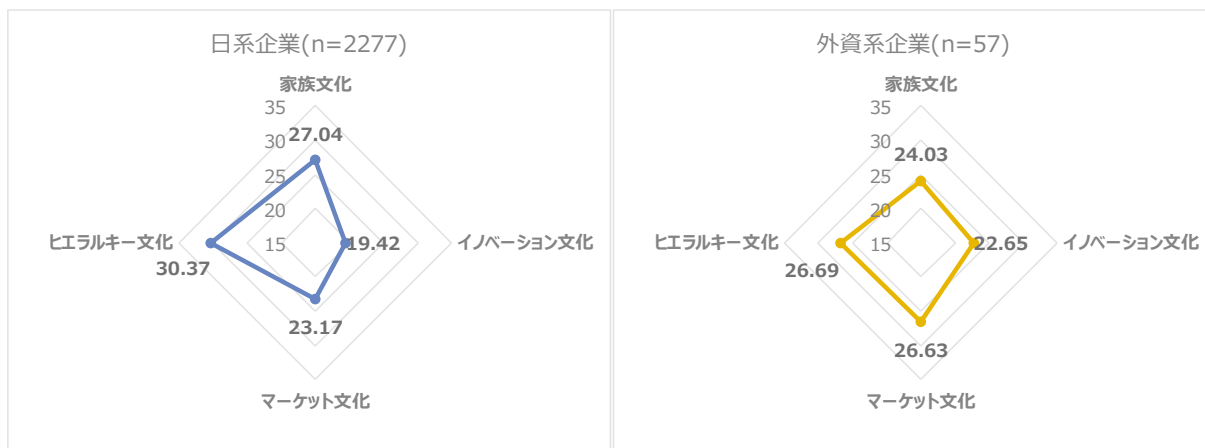 日系企業(n=2277)
家族文化
35
30
25
20
15
27.04
19.42
23.17
30.37
ヒエラルキー文化
イノベーション文化
マーケット文化
外資系企業(n=57)
家族文化
35
30
25
20
15
24.03
22.65
26.63
26.69
ヒエラルキー文化
イノベーション文化
マーケット文化